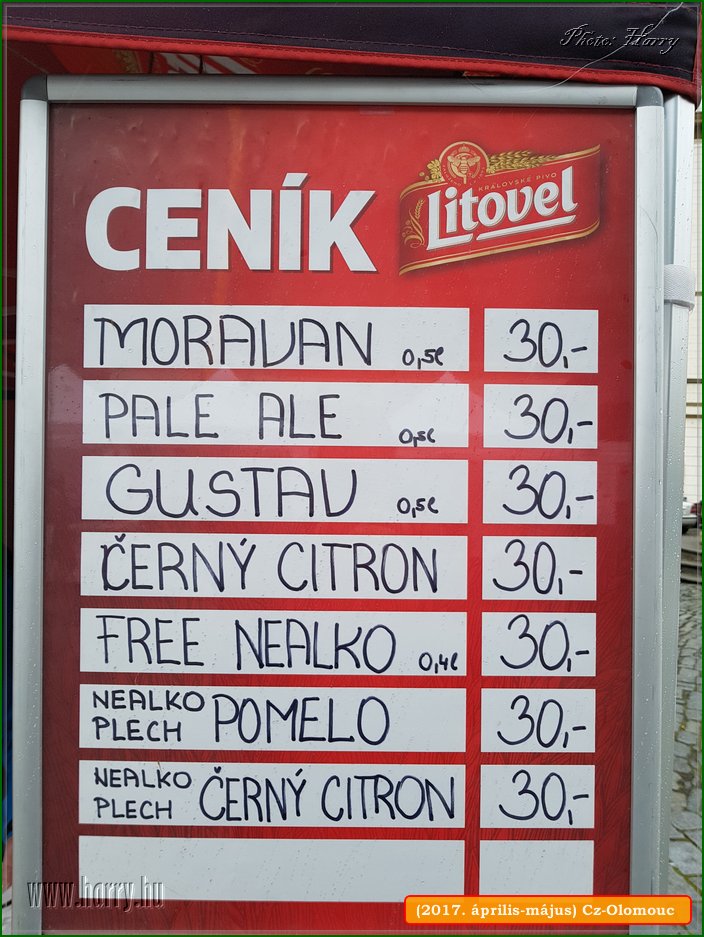 Photo: Harry
CENÍK
KRÁLOVSKÉ PIVO
Litovel
MORAVAN 0,5l 30,-
PALE ALE 0,5l 30,-
GUSTAV 0,5l 30,-
ČERNÝ CITRON 30,-
FREE NEALKO 0,4l 30,-
NEALKO PLECH POMELO 30,-
NEALKO PLECH ČERNÝ CITRON 30,-
www.harry.hu
(2017. április-május) Cz-Olomouc